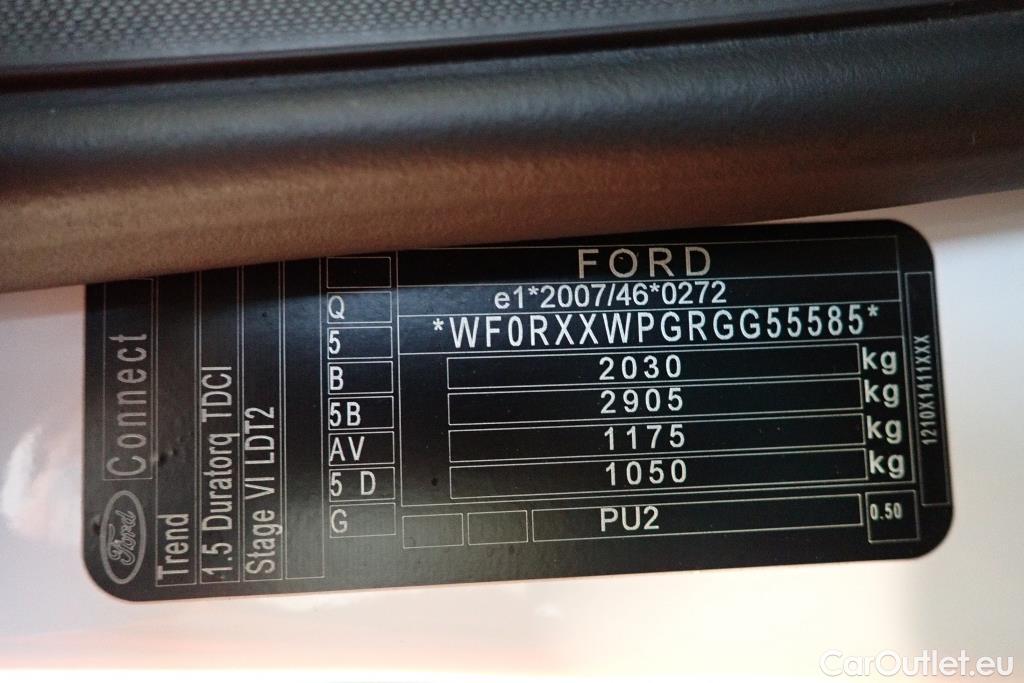 FORD
e1*2007/46*0272
*WF0RXXWPGRGG55585*
2030 kg
2905 kg
1175 kg
1050 kg
PU2
0.50
Q
5
B
5B
AV
5 D
G
Ford
Connect
Trend
1.5 Duratorq TDCI
Stage VI LDT2
1210X1411XXX
CarOutlet.eu